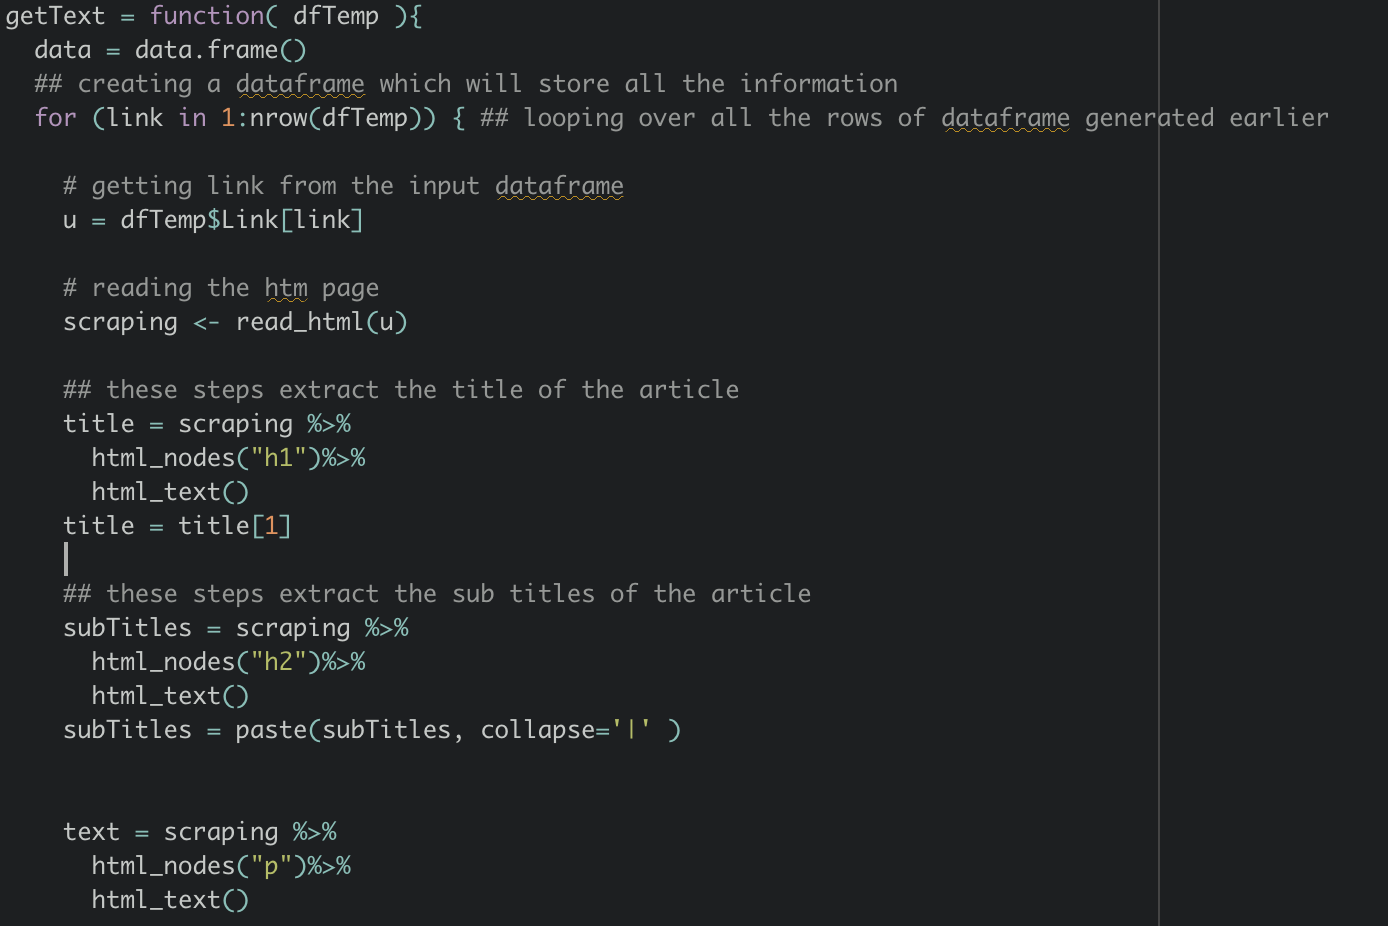 getText = function( dfTemp ){
  data = data.frame()
  ## creating a dataframe which will store all the information
  for (link in 1:nrow(dfTemp)) { ## looping over all the rows of dataframe generated earlier
    # getting link from the input dataframe
    u = dfTemp$Link[link]
    # reading the htm page
    scraping <- read_html(u)
    ## these steps extract the title of the article
    title = scraping %>%
      html_nodes("h1")%>%
      html_text()
    title = title[1]
    ## these steps extract the sub titles of the article
    subTitles = scraping %>%
      html_nodes("h2")%>%
      html_text()
    subTitles = paste(subTitles, collapse='|' )
    text = scraping %>%
      html_nodes("p")%>%
      html_text()